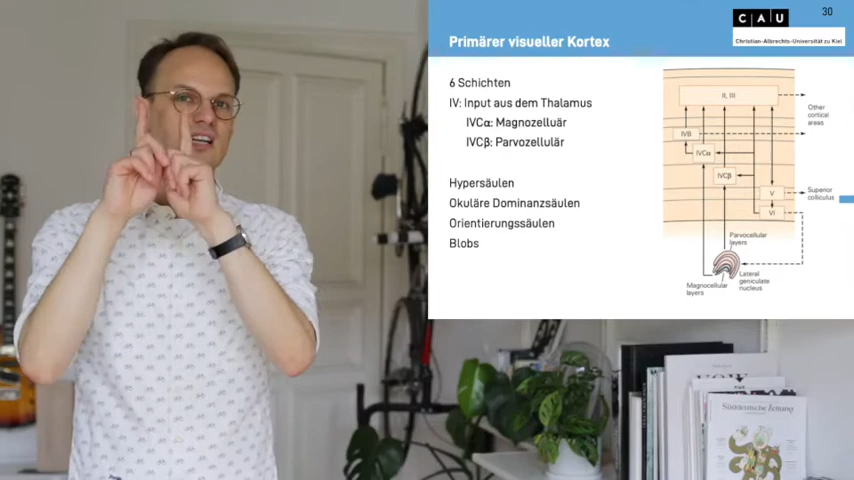 30
CAU
Christian-Albrechts-Universität zu Kiel
Primärer visueller Kortex
6 Schichten
IV: Input aus dem Thalamus
IVCα: Magnozelluär
IVCβ: Parvozellulär
Hypersäulen
Okuläre Dominanzsäulen
Orientierungssäulen
Blobs
II, III
Other
cortical
areas
IVB
IVCα
IVCβ
V
Superior
colliculus
VI
Parvocellular
layers
Lateral
geniculate
nucleus
Magnocellular
layers
Süddeutsche Zeitung